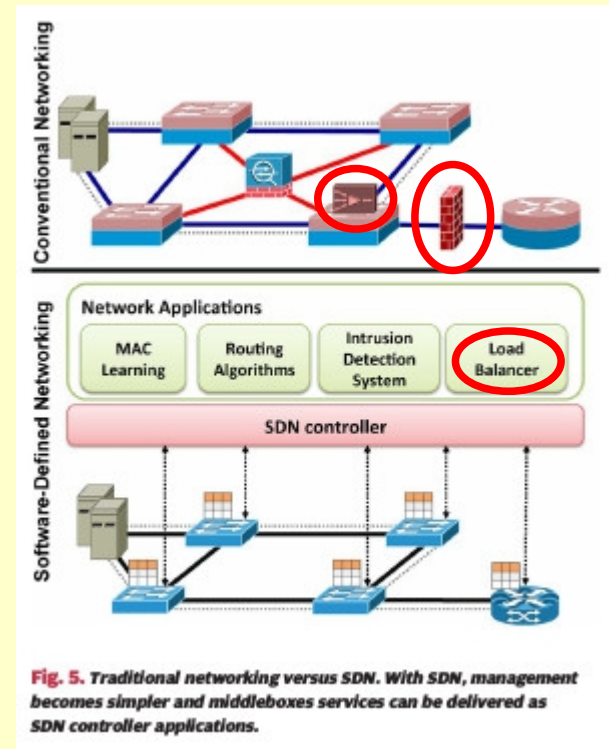 Conventional Networking
Software-Defined Networking
Network Applications
MAC
Learning
Routing
Algorithms
Intrusion
Detection
System
Load
Balancer
SDN controller
Fig. 5. Traditional networking versus SDN. With SDN, management
becomes simpler and middleboxes services can be delivered as
SDN controller applications.